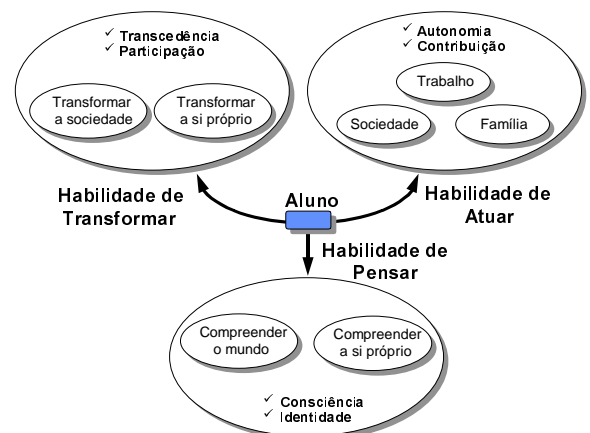 ✓ Transcedência
✓ Participação
Transformar
a sociedade
Transformar
a si próprio
Habilidade de
Transformar
✓ Autonomia
✓ Contribuição
Trabalho
Sociedade
Família
Habilidade de
Atuar
Aluno
Habilidade de
Pensar
Compreender
o mundo
Compreender
a si próprio
✓ Consciência
✓ Identidade